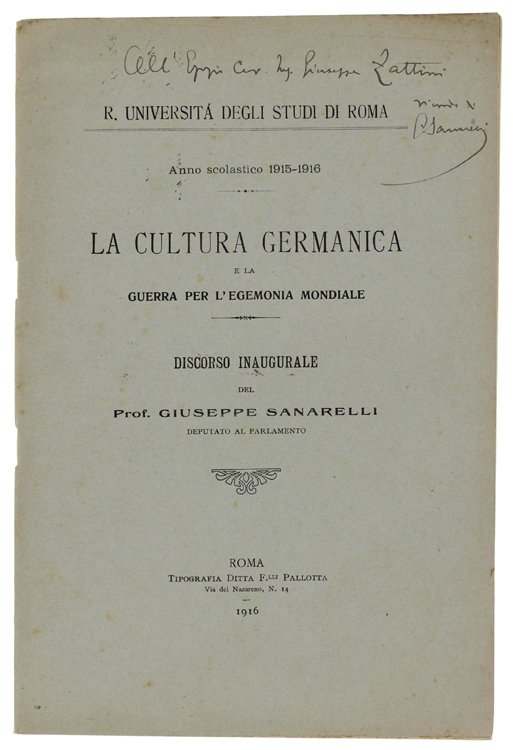 All' Egregio Cav. Ing. Giuseppe Zattini
R. UNIVERSITÁ DEGLI STUDI DI ROMA
Anno scolastico 1915-1916
LA CULTURA GERMANICA
E LA
GUERRA PER L'EGEMONIA MONDIALE
DISCORSO INAUGURALE
DEL
Prof. GIUSEPPE SANARELLI
DEPUTATO AL PARLAMENTO
ROMA
TIPOGRAFIA DITTA F.LLI PALLOTTA
Via del Nazareno, N. 14
1916